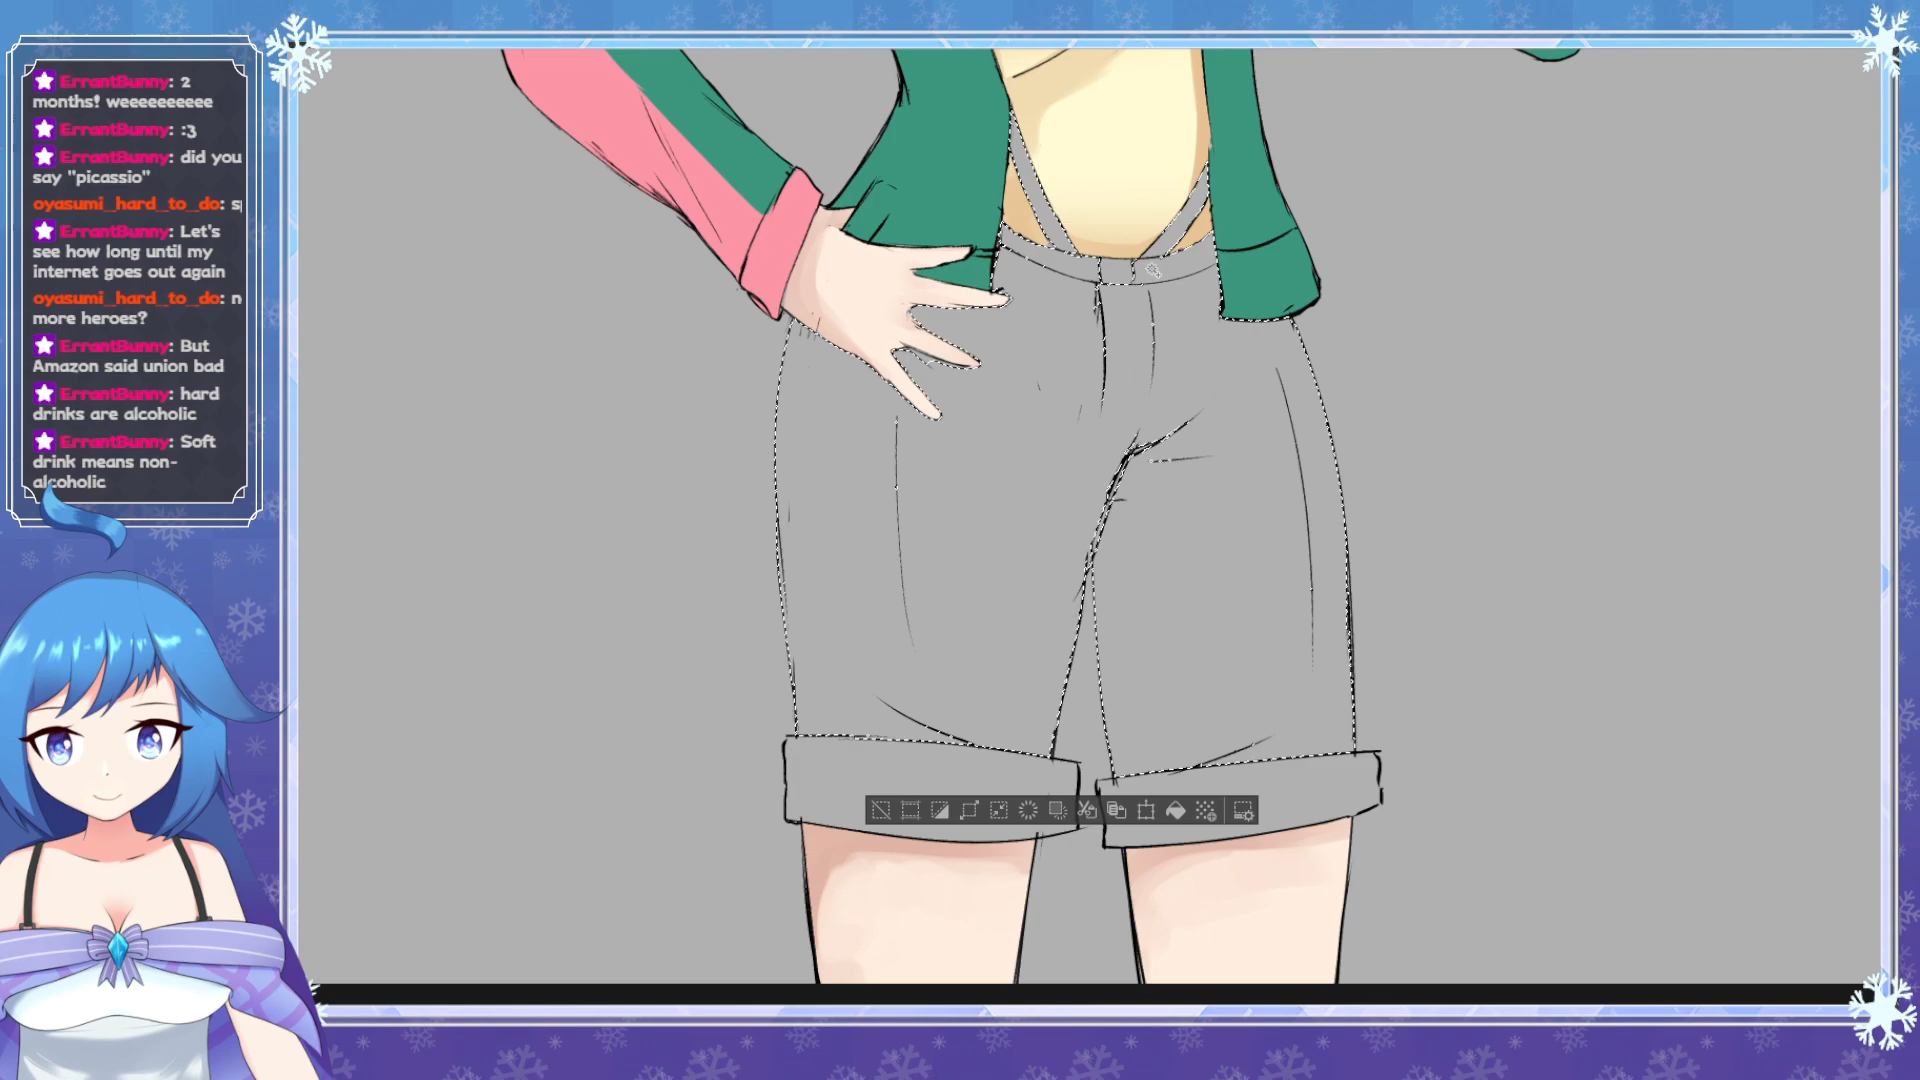 ErrantBunny: 2
months! weeeeeeeeee
ErrantBunny: :3
ErrantBunny: did you
say "picassio"
oyasumi_hard_to_do: s
ErrantBunny: Let's
see how long until my
internet goes out again
oyasumi_hard_to_do: n
more heroes?
ErrantBunny: But
Amazon said union bad
ErrantBunny: hard
drinks are alcoholic
ErrantBunny: Soft
drink means non-
alcoholic